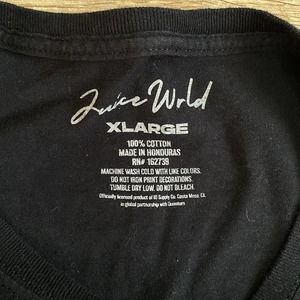 Juice Wrld
XLARGE
100% COTTON
MADE IN HONDURAS
RN# 162739
MACHINE WASH COLD WITH LIKE COLORS.
DO NOT IRON PRINT DECORATIONS.
TUMBLE DRY LOW. DO NOT BLEACH.
Officially licensed product of ID Supply Co. Costa Mesa, CA.
in global partnership with Quantum